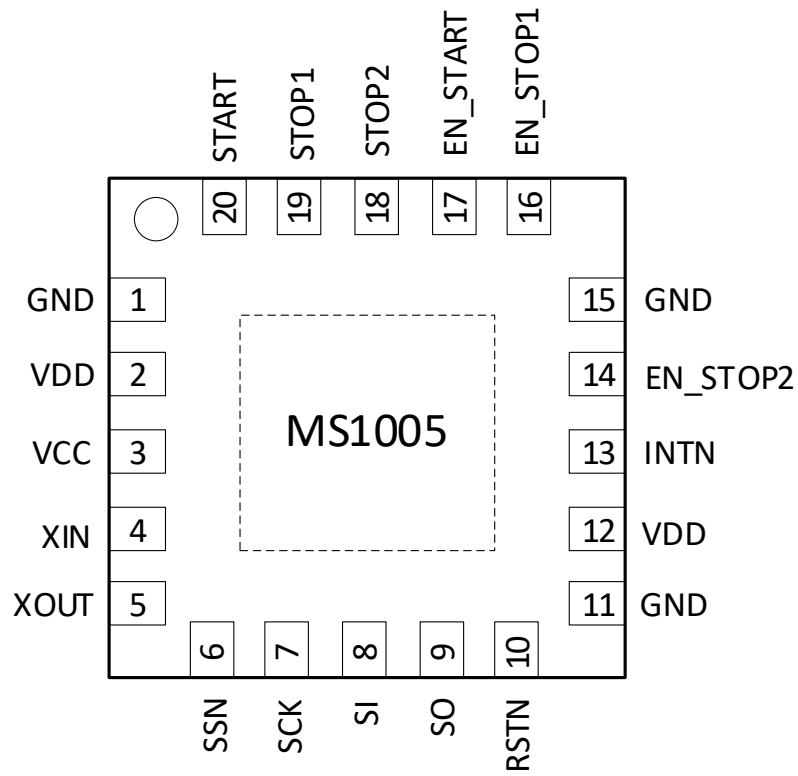 START STOP1 STOP2 EN_START EN_STOP1
20 19 18 17 16
GND 1 15 GND
VDD 2 14 EN_STOP2
VCC 3 MS1005 13 INTN
XIN 4 12 VDD
XOUT 5 11 GND
6 7 8 9 10
SSN SCK SI SO RSTN